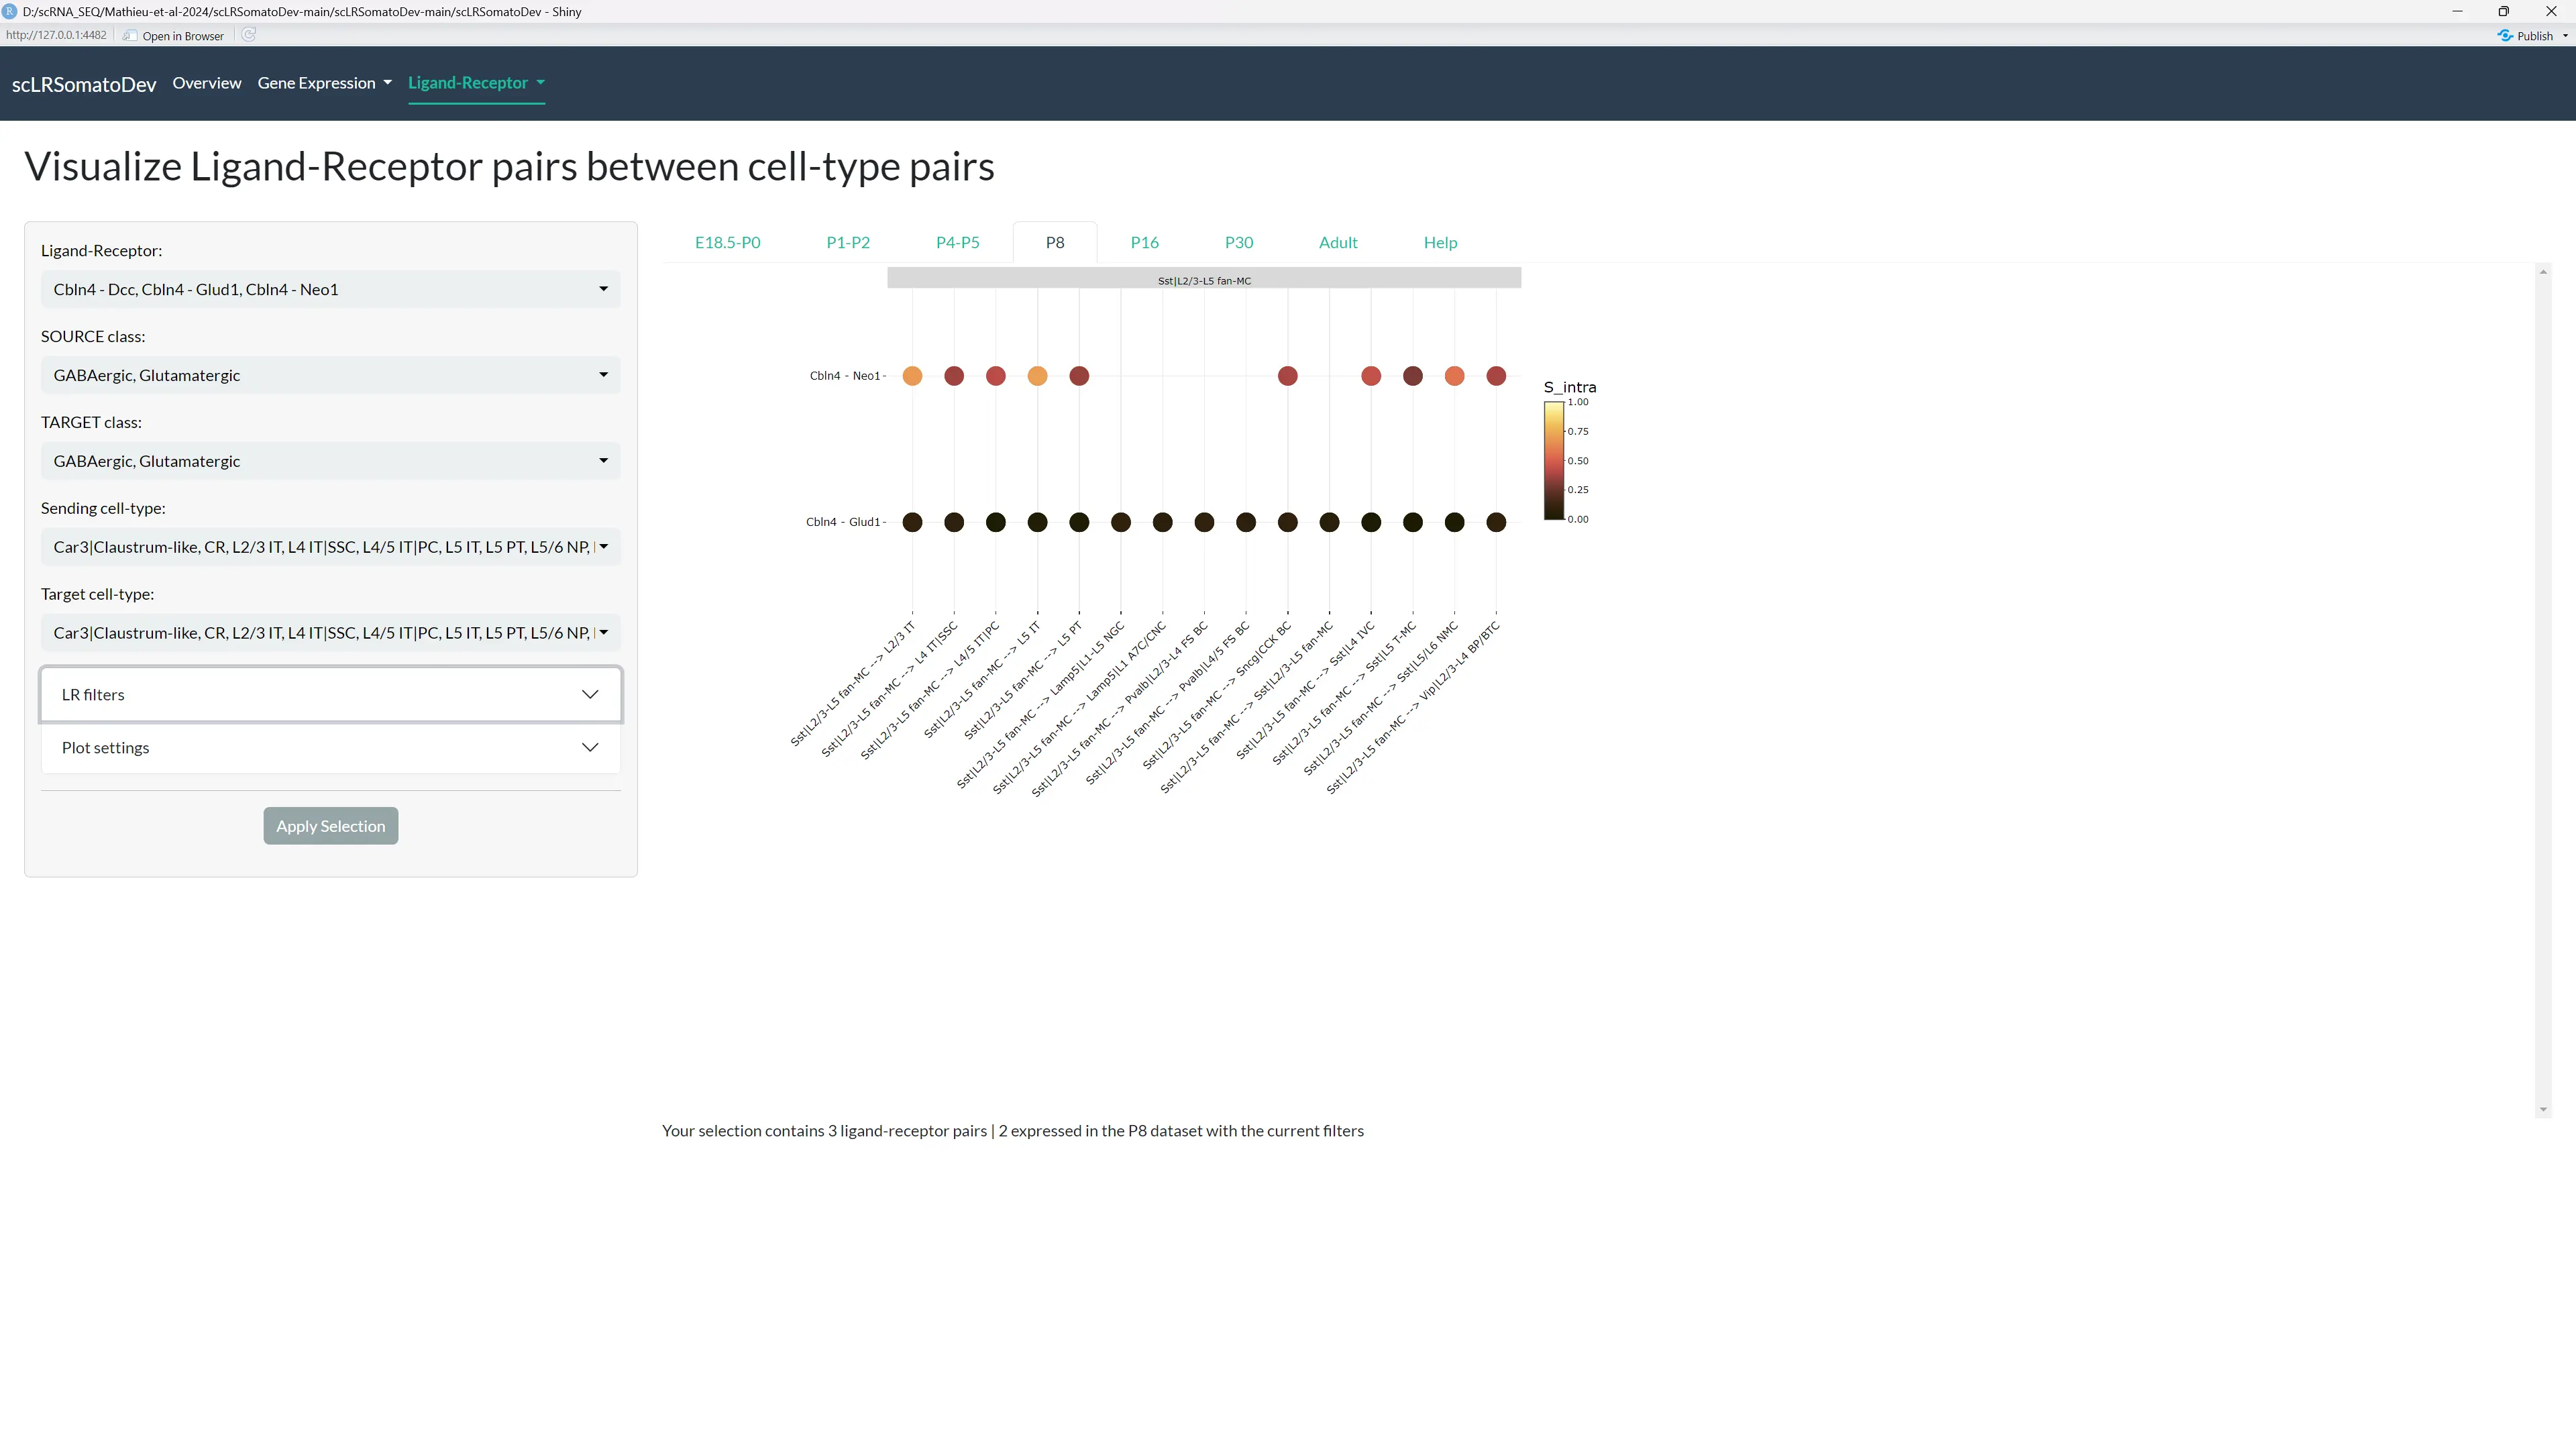 D:/scRNA_SEQ/Mathieu-et-al-2024/scLRSomatoDev-main/scLRSomatoDev-main/scLRSomatoDev - Shiny
http://127.0.0.1:4482 Open in Browser Publish
scLRSomatoDev Overview Gene Expression Ligand-Receptor
Visualize Ligand-Receptor pairs between cell-type pairs
Ligand-Receptor:
Cbln4 - Dcc, Cbln4 - Glud1, Cbln4 - Neo1
SOURCE class:
GABAergic, Glutamatergic
TARGET class:
GABAergic, Glutamatergic
Sending cell-type:
Car3|Claustrum-like, CR, L2/3 IT, L4 IT|SSC, L4/5 IT|PC, L5 IT, L5 PT, L5/6 NP,
Target cell-type:
Car3|Claustrum-like, CR, L2/3 IT, L4 IT|SSC, L4/5 IT|PC, L5 IT, L5 PT, L5/6 NP,
LR filters
Plot settings
Apply Selection
E18.5-P0 P1-P2 P4-P5 P8 P16 P30 Adult Help
Sst|L2/3-L5 fan-MC
Cbln4 - Neo1
Cbln4 - Glud1
S_intra
1.00
0.75
0.50
0.25
0.00
Sst|L2/3-L5 fan-MC --> L2/3 IT
Sst|L2/3-L5 fan-MC --> L4 IT|SSC
Sst|L2/3-L5 fan-MC --> L4/5 IT|PC
Sst|L2/3-L5 fan-MC --> L5 IT
Sst|L2/3-L5 fan-MC --> L5 PT
Sst|L2/3-L5 fan-MC --> Lamp5|L1-L5 NGC
Sst|L2/3-L5 fan-MC --> Lamp5|L1 A7C/CNC
Sst|L2/3-L5 fan-MC --> Pvalb|L2/3-L4 FS BC
Sst|L2/3-L5 fan-MC --> Pvalb|L4/5 FS BC
Sst|L2/3-L5 fan-MC --> Sncg|CCK BC
Sst|L2/3-L5 fan-MC --> Sst|L2/3-L5 fan-MC
Sst|L2/3-L5 fan-MC --> Sst|L4 IVC
Sst|L2/3-L5 fan-MC --> Sst|L5 T-MC
Sst|L2/3-L5 fan-MC --> Sst|L5/L6 NMC
Sst|L2/3-L5 fan-MC --> Vip|L2/3-L4 BP/BTC
Your selection contains 3 ligand-receptor pairs | 2 expressed in the P8 dataset with the current filters